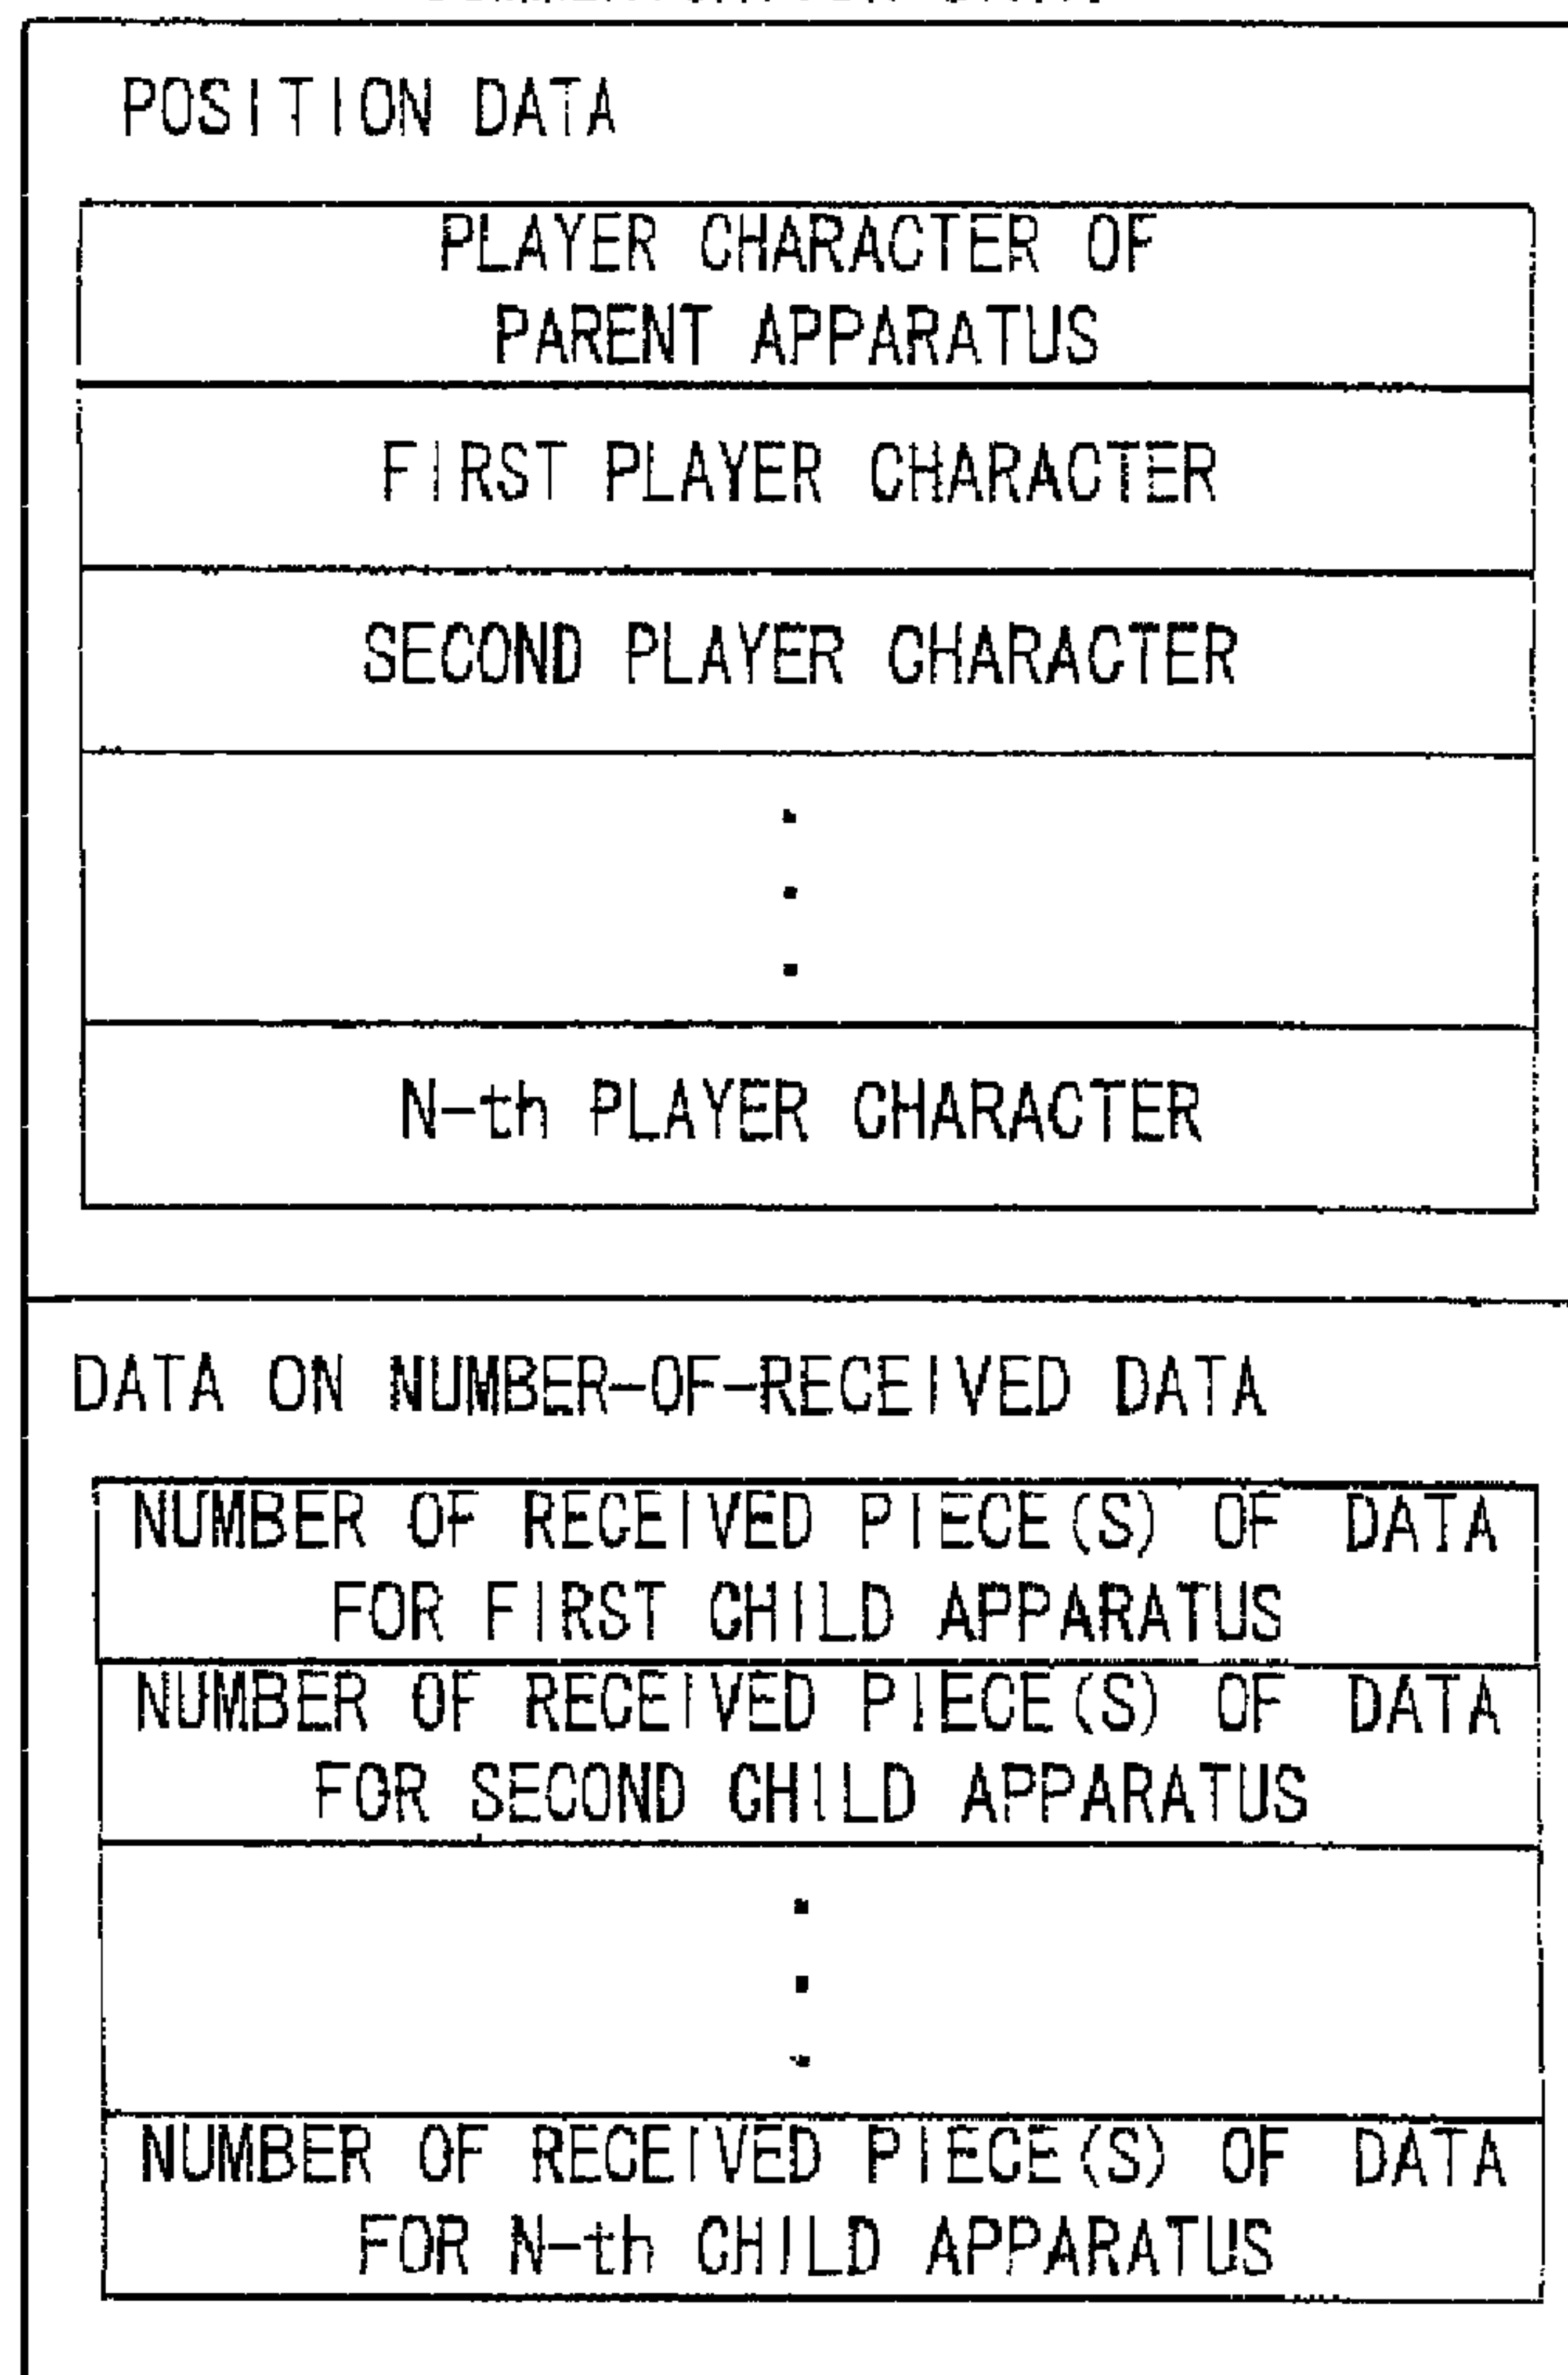 POSITION DATA
PLAYER CHARACTER OF
PARENT APPARATUS
FIRST PLAYER CHARACTER
SECOND PLAYER CHARACTER
N-th PLAYER CHARACTER
DATA ON NUMBER-OF-RECEIVED DATA
NUMBER OF RECEIVED PIECE(S) OF DATA
FOR FIRST CHILD APPARATUS
NUMBER OF RECEIVED PIECE(S) OF DATA
FOR SECOND CHILD APPARATUS
NUMBER OF RECEIVED PIECE(S) OF DATA
FOR N-th CHILD APPARATUS